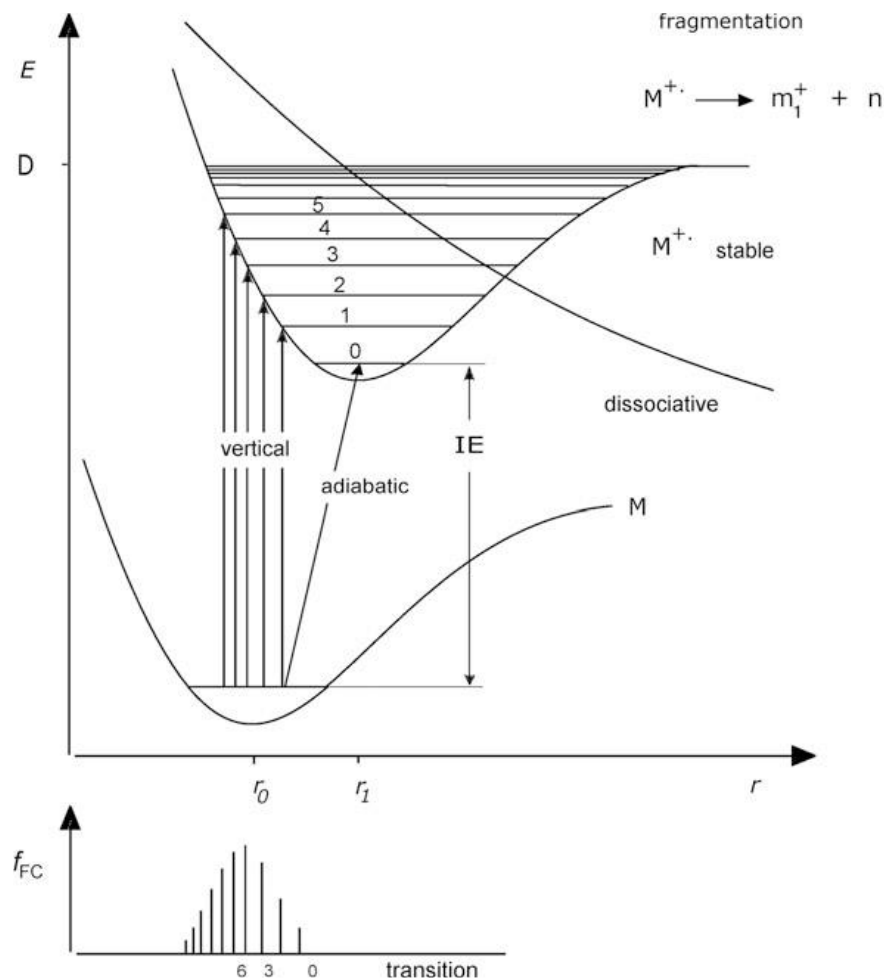 fragmentation
E
M+. → m1+ + n
D
5
4
M+. stable
3
2
1
0
dissociative
vertical
IE
adiabatic
M
r0 r1 r
fFC
6 3 0 transition